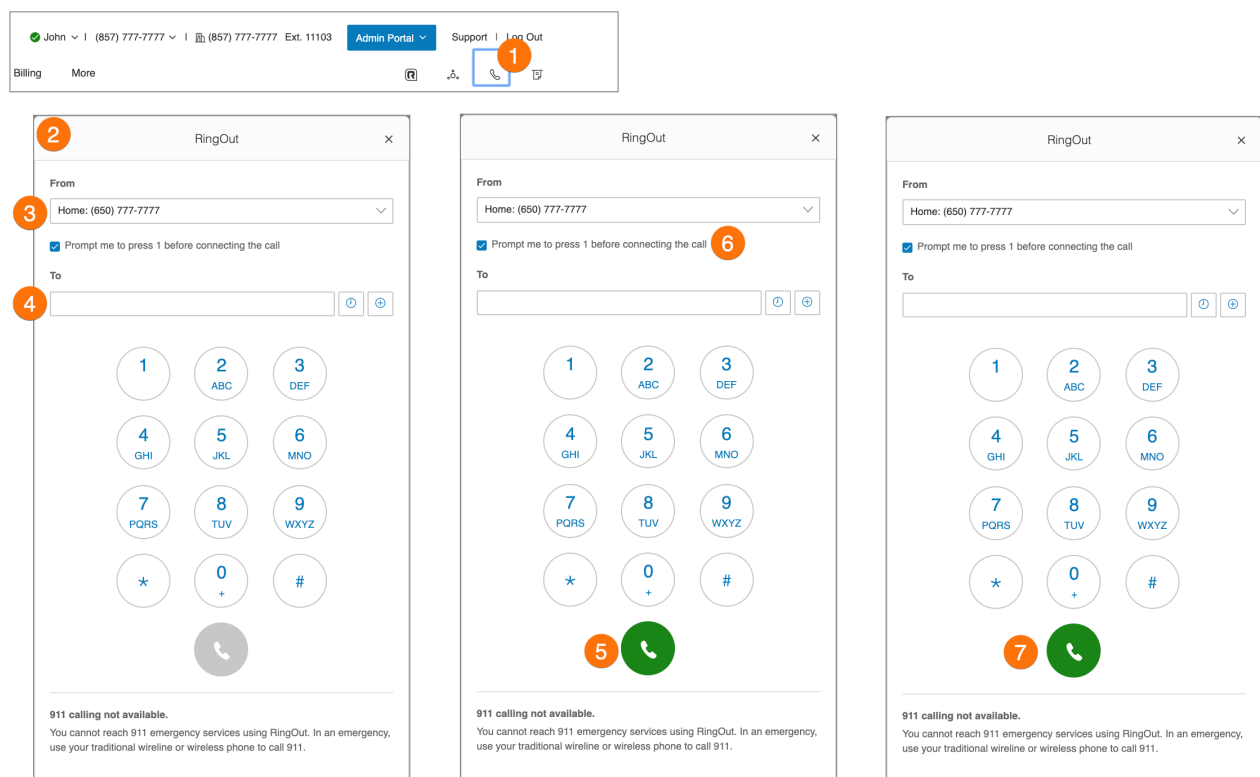 John | (857) 777-7777 | (857) 777-7777 Ext. 11103 Admin Portal Support | Log Out
1
Billing More
2
RingOut
From
3
Home: (650) 777-7777
Prompt me to press 1 before connecting the call
To
4
1
2 ABC
3 DEF
4 GHI
5 JKL
6 MNO
7 PQRS
8 TUV
9 WXYZ
*
0 +
#
911 calling not available.
You cannot reach 911 emergency services using RingOut. In an emergency,
use your traditional wireline or wireless phone to call 911.
RingOut
From
Home: (650) 777-7777
Prompt me to press 1 before connecting the call
6
To
1
2 ABC
3 DEF
4 GHI
5 JKL
6 MNO
7 PQRS
8 TUV
9 WXYZ
*
0 +
#
5
911 calling not available.
You cannot reach 911 emergency services using RingOut. In an emergency,
use your traditional wireline or wireless phone to call 911.
RingOut
From
Home: (650) 777-7777
Prompt me to press 1 before connecting the call
To
1
2 ABC
3 DEF
4 GHI
5 JKL
6 MNO
7 PQRS
8 TUV
9 WXYZ
*
0 +
#
7
911 calling not available.
You cannot reach 911 emergency services using RingOut. In an emergency,
use your traditional wireline or wireless phone to call 911.